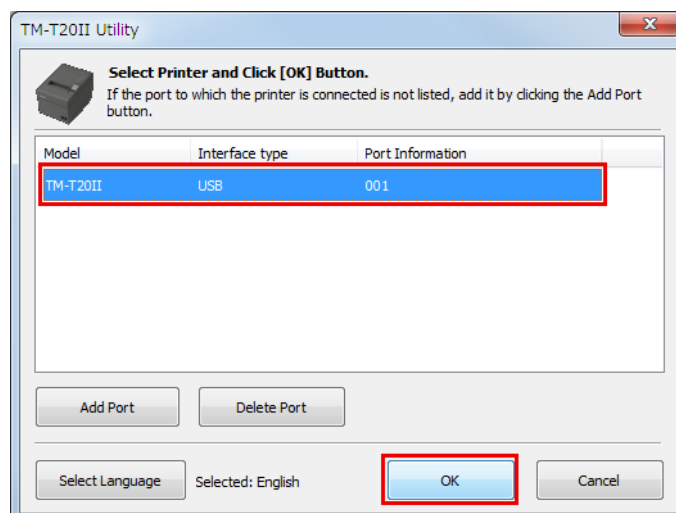 TM-T20II Utility
Select Printer and Click [OK] Button.
If the port to which the printer is connected is not listed, add it by clicking the Add Port
button.
Model Interface type Port Information
TM-T20II USB 001
Add Port Delete Port
Select Language Selected: English OK Cancel